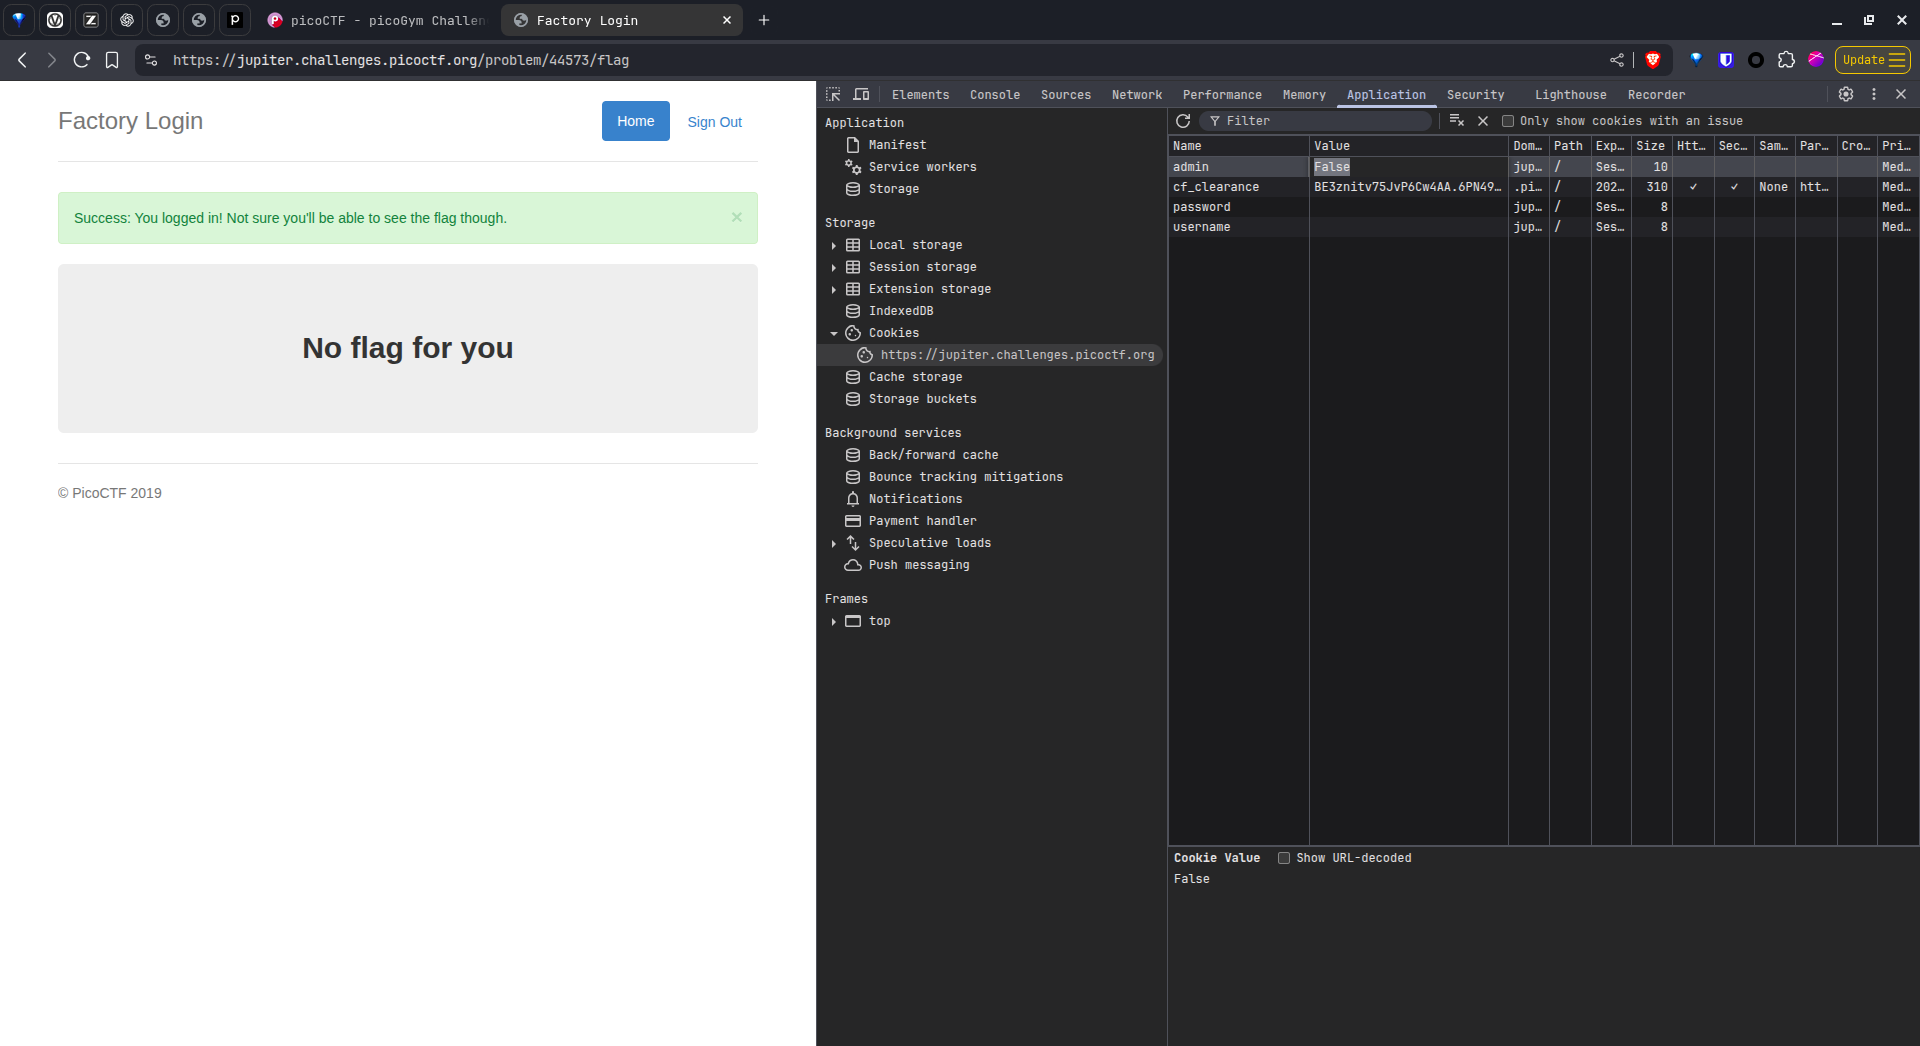 picoCTF - picoGym Challen
Factory Login
https://jupiter.challenges.picoctf.org/problem/44573/flag
Update
Factory Login
Home
Sign Out
Success: You logged in! Not sure you'll be able to see the flag though.
×
No flag for you
© PicoCTF 2019
Elements Console Sources Network Performance Memory Application Security Lighthouse Recorder
Application
Manifest
Service workers
Storage
Storage
Local storage
Session storage
Extension storage
IndexedDB
Cookies
https://jupiter.challenges.picoctf.org
Cache storage
Storage buckets
Background services
Back/forward cache
Bounce tracking mitigations
Notifications
Payment handler
Speculative loads
Push messaging
Frames
top
Filter
Only show cookies with an issue
Name Value Dom... Path Exp... Size Htt... Sec... Sam... Par... Cro... Pri...
admin False jup... / Ses... 10 Med...
cf_clearance BE3znitv75JvP6Cw4AA.6PN49... .pi... / 202... 310 ✓ ✓ None htt... Med...
password jup... / Ses... 8 Med...
username jup... / Ses... 8 Med...
Cookie Value Show URL-decoded
False